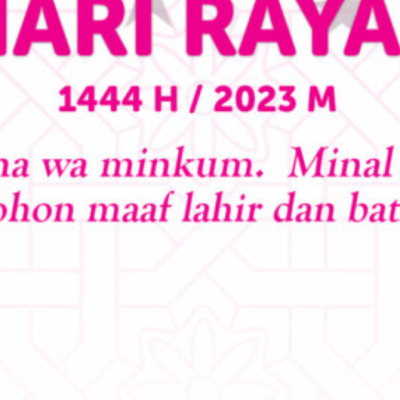 HARI RAYA
1444 H / 2023 M
na wa minkum. Minal
ohon maaf lahir dan bat